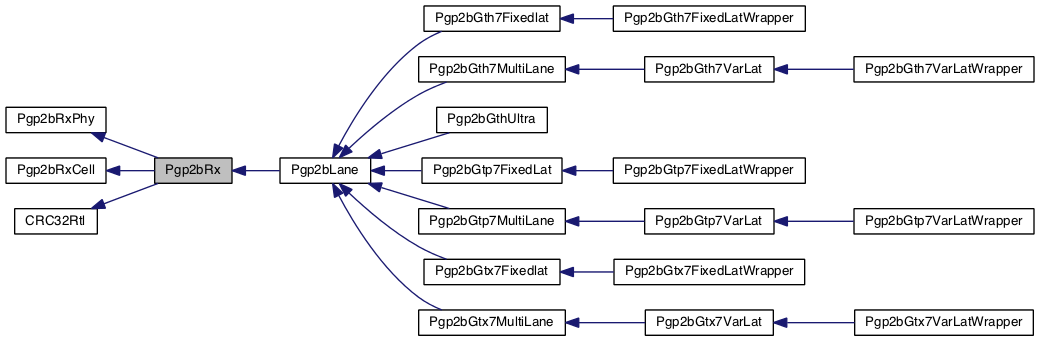 Pgp2bGth7Fixedlat
Pgp2bGth7FixedLatWrapper
Pgp2bGth7MultiLane
Pgp2bGth7VarLat
Pgp2bGth7VarLatWrapper
Pgp2bRxPhy
Pgp2bGthUltra
Pgp2bRxCell
Pgp2bRx
Pgp2bLane
Pgp2bGtp7FixedLat
Pgp2bGtp7FixedLatWrapper
CRC32Rtl
Pgp2bGtp7MultiLane
Pgp2bGtp7VarLat
Pgp2bGtp7VarLatWrapper
Pgp2bGtx7Fixedlat
Pgp2bGtx7FixedLatWrapper
Pgp2bGtx7MultiLane
Pgp2bGtx7VarLat
Pgp2bGtx7VarLatWrapper